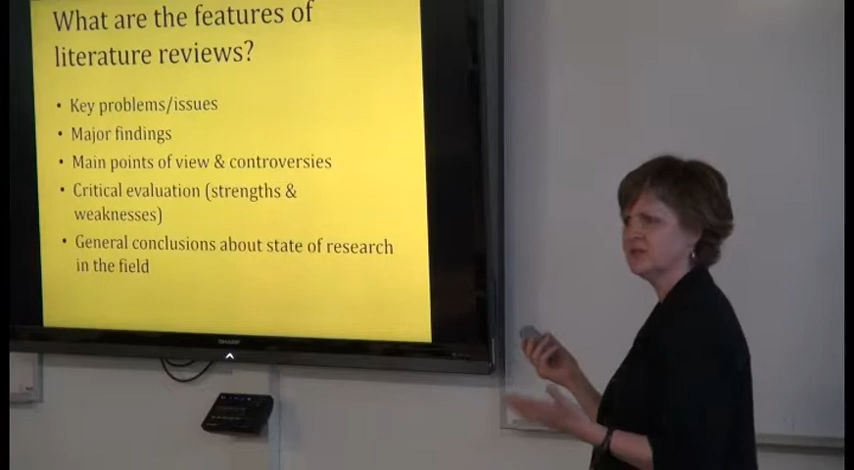 What are the features of
literature reviews?
• Key problems/issues
• Major findings
• Main points of view & controversies
• Critical evaluation (strengths &
weaknesses)
• General conclusions about state of research
in the field
SHARP